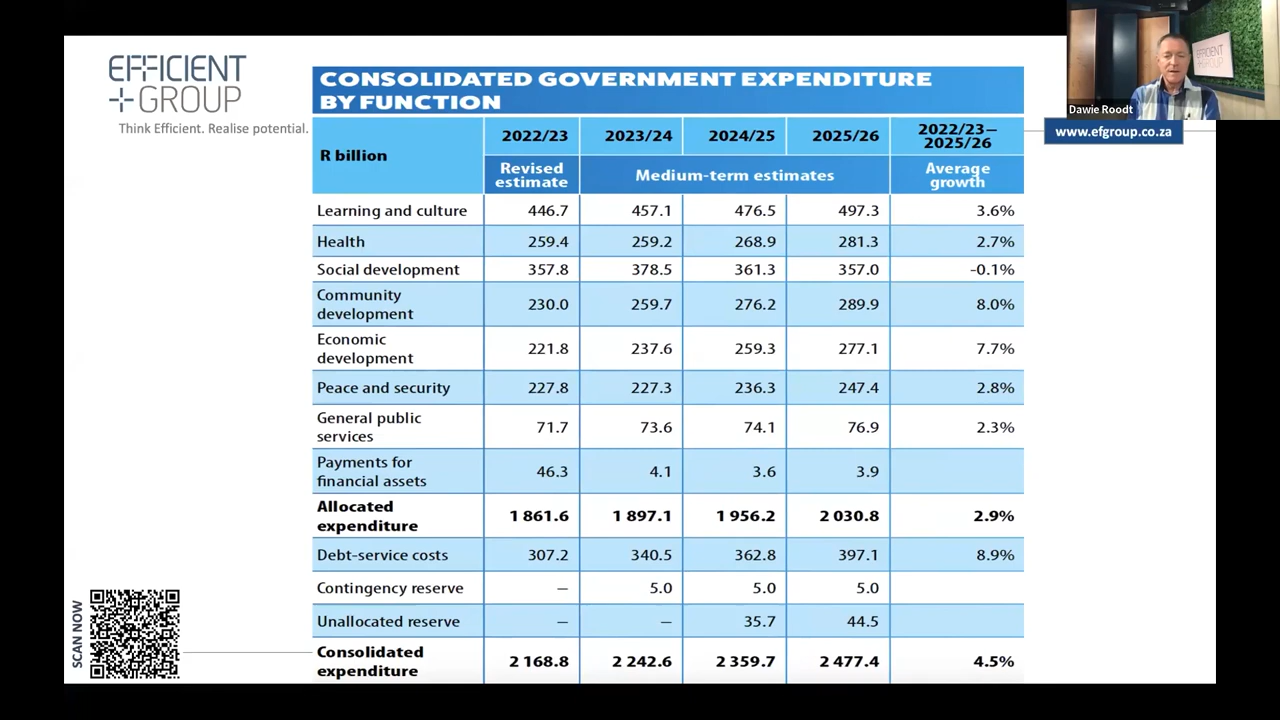 EFFICIENT
GROUP
Think Efficient. Realise potential.
EFFICIENT
GROUP
Dawie Roodt
www.efgroup.co.za
CONSOLIDATED GOVERNMENT EXPENDITURE
BY FUNCTION
R billion 2022/23 2023/24 2024/25 2025/26 2022/23–
2025/26
Revised
estimate Medium-term estimates Average
growth
Learning and culture 446.7 457.1 476.5 497.3 3.6%
Health 259.4 259.2 268.9 281.3 2.7%
Social development 357.8 378.5 361.3 357.0 -0.1%
Community
development 230.0 259.7 276.2 289.9 8.0%
Economic
development 221.8 237.6 259.3 277.1 7.7%
Peace and security 227.8 227.3 236.3 247.4 2.8%
General public
services 71.7 73.6 74.1 76.9 2.3%
Payments for
financial assets 46.3 4.1 3.6 3.9
Allocated
expenditure 1 861.6 1 897.1 1 956.2 2 030.8 2.9%
Debt-service costs 307.2 340.5 362.8 397.1 8.9%
Contingency reserve – 5.0 5.0 5.0
Unallocated reserve – – 35.7 44.5
Consolidated
expenditure 2 168.8 2 242.6 2 359.7 2 477.4 4.5%
SCAN NOW